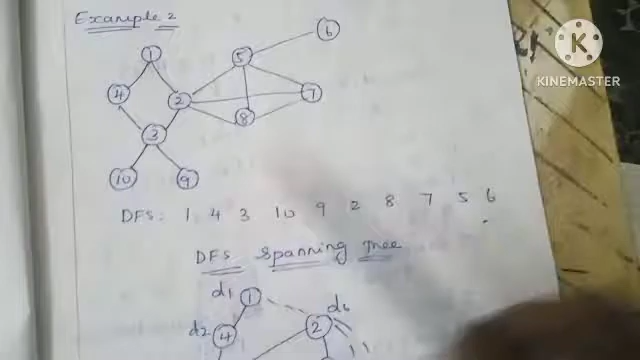 Example 2
K
KINEMASTER
6
1
5
4
2
7
8
3
10
9
DFS: 1 4 3 10 9 2 8 7 5 6
DFS Spanning Tree
d1 1
d6
d2 4
2